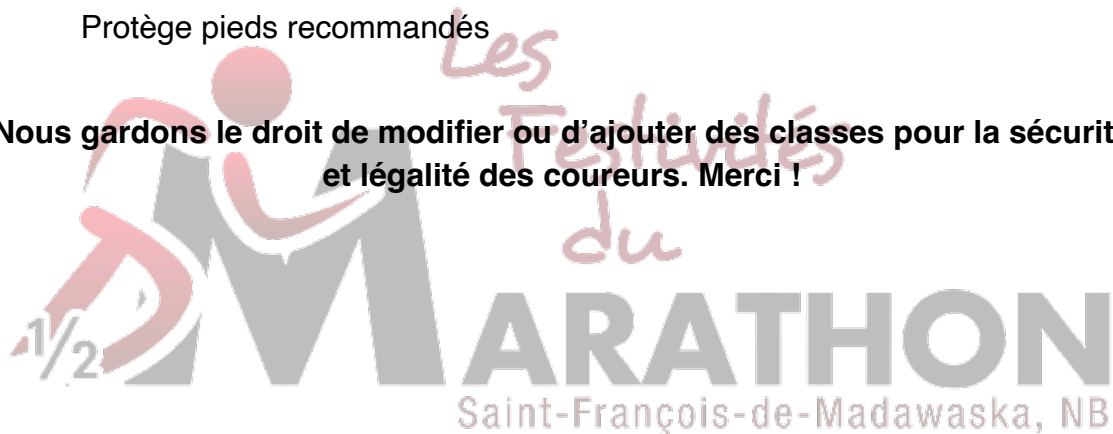 Protège pieds recommandés
Les
Festivités
Nous gardons le droit de modifier ou d’ajouter des classes pour la sécurit
et légalité des coureurs. Merci !
du
MARATHON
1/2
Saint-François-de-Madawaska, NB